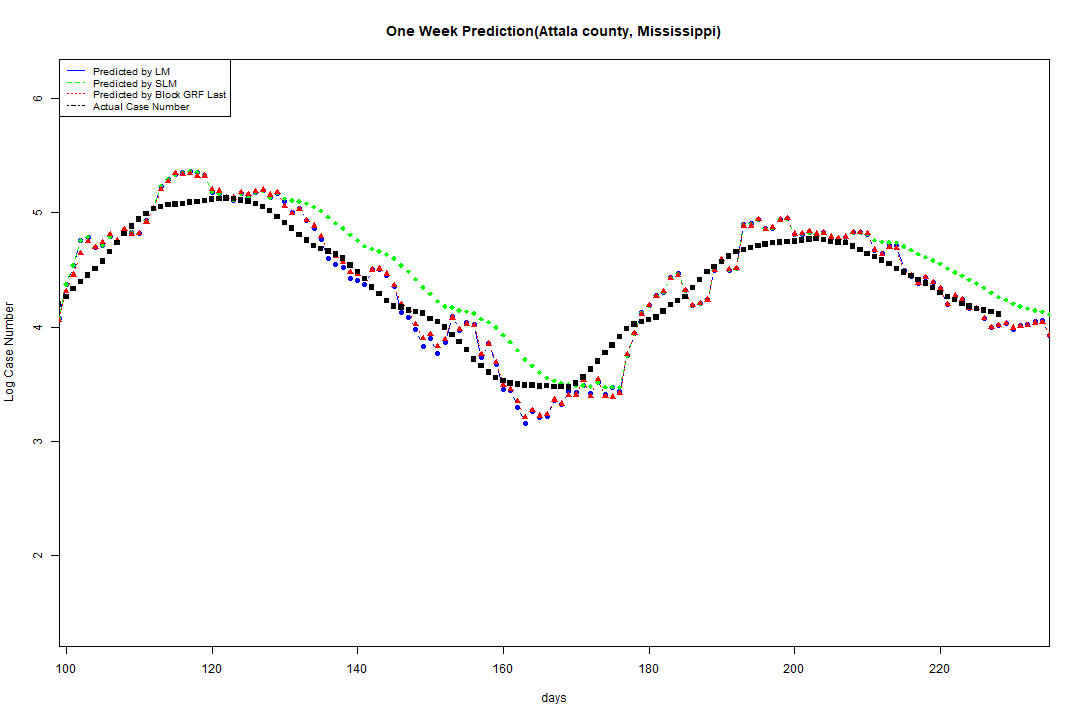 One Week Prediction(Attala county, Mississippi)
Predicted by LM
Predicted by SLM
Predicted by Block GRF Last
Actual Case Number
6
5
4
3
2
Log Case Number
100 120 140 160 180 200 220
days